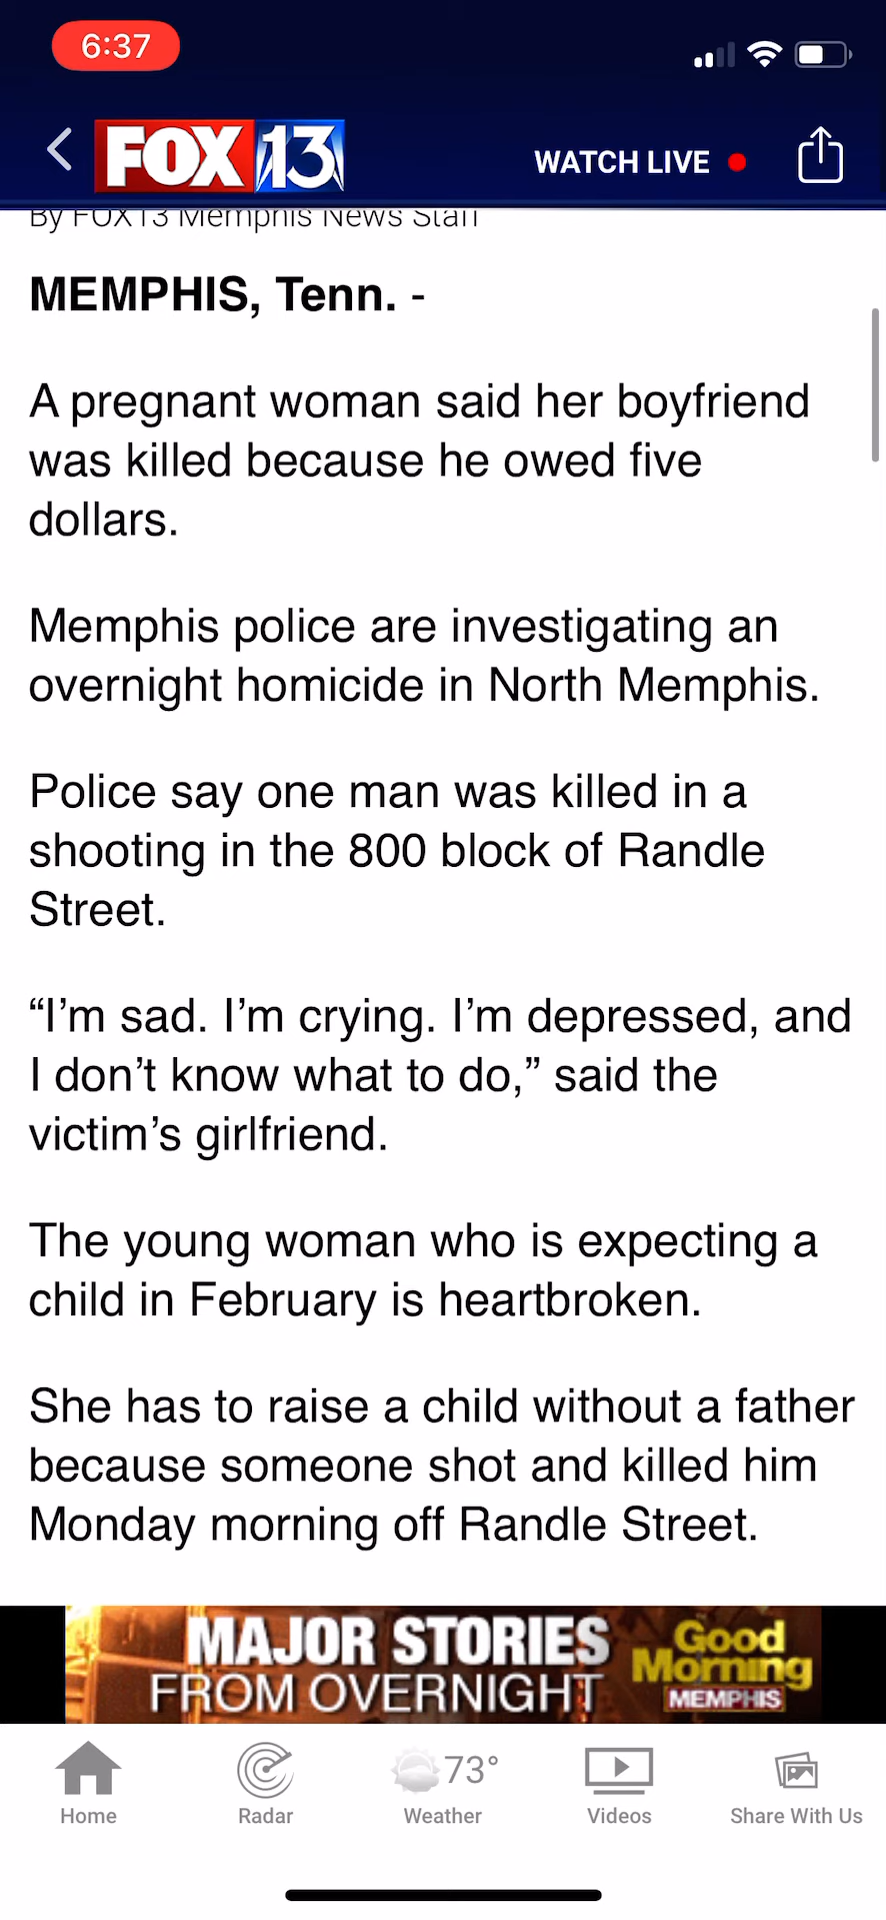 6:37
FOX 13
WATCH LIVE
By FOX13 Memphis News Staff
MEMPHIS, Tenn. -
A pregnant woman said her boyfriend
was killed because he owed five
dollars.
Memphis police are investigating an
overnight homicide in North Memphis.
Police say one man was killed in a
shooting in the 800 block of Randle
Street.
“I’m sad. I’m crying. I’m depressed, and
I don’t know what to do,” said the
victim’s girlfriend.
The young woman who is expecting a
child in February is heartbroken.
She has to raise a child without a father
because someone shot and killed him
Monday morning off Randle Street.
MAJOR STORIES
FROM OVERNIGHT
Good
Morning
MEMPHIS
73°
Home
Radar
Weather
Videos
Share With Us